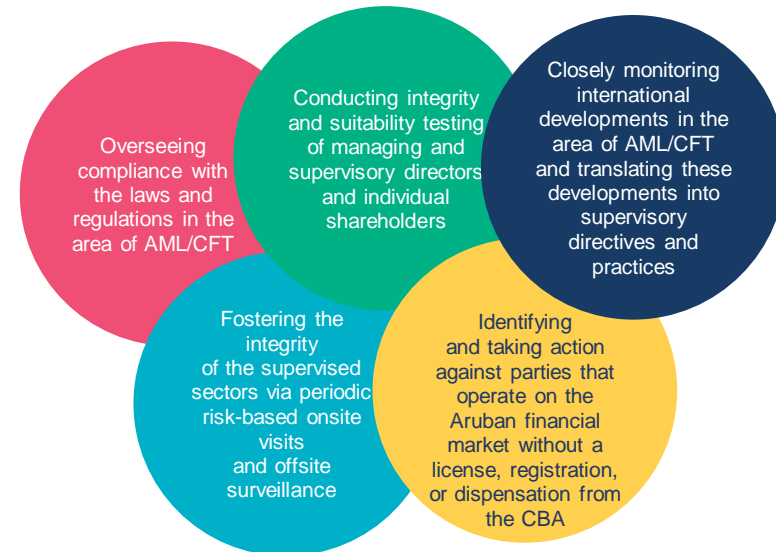 Overseeing
compliance with
the laws and
regulations in the
area of AML/CFT
Conducting integrity
and suitability testing
of managing and
supervisory directors
and individual
shareholders
Closely monitoring
international
developments in the
area of AML/CFT
and translating these
developments into
supervisory
directives and
practices
Fostering the
integrity
of the supervised
sectors via periodic
risk-based onsite
visits
and offsite
surveillance
Identifying
and taking action
against parties that
operate on the
Aruban financial
market without a
license, registration,
or dispensation from
the CBA